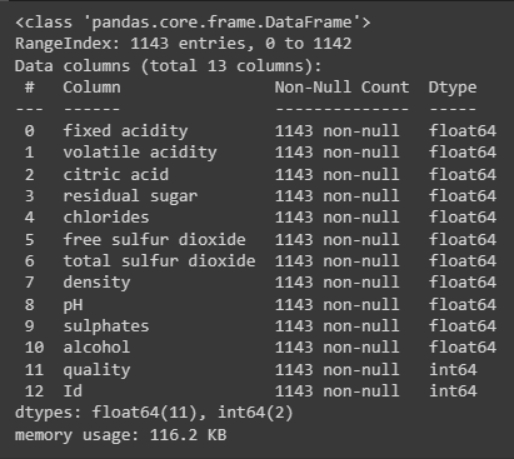 <class 'pandas.core.frame.DataFrame'>
RangeIndex: 1143 entries, 0 to 1142
Data columns (total 13 columns):
 #   Column                Non-Null Count  Dtype
---  ------                --------------  -----
 0   fixed acidity         1143 non-null   float64
 1   volatile acidity      1143 non-null   float64
 2   citric acid           1143 non-null   float64
 3   residual sugar        1143 non-null   float64
 4   chlorides             1143 non-null   float64
 5   free sulfur dioxide   1143 non-null   float64
 6   total sulfur dioxide  1143 non-null   float64
 7   density               1143 non-null   float64
 8   pH                    1143 non-null   float64
 9   sulphates             1143 non-null   float64
 10  alcohol               1143 non-null   float64
 11  quality               1143 non-null   int64
 12  Id                    1143 non-null   int64
dtypes: float64(11), int64(2)
memory usage: 116.2 KB